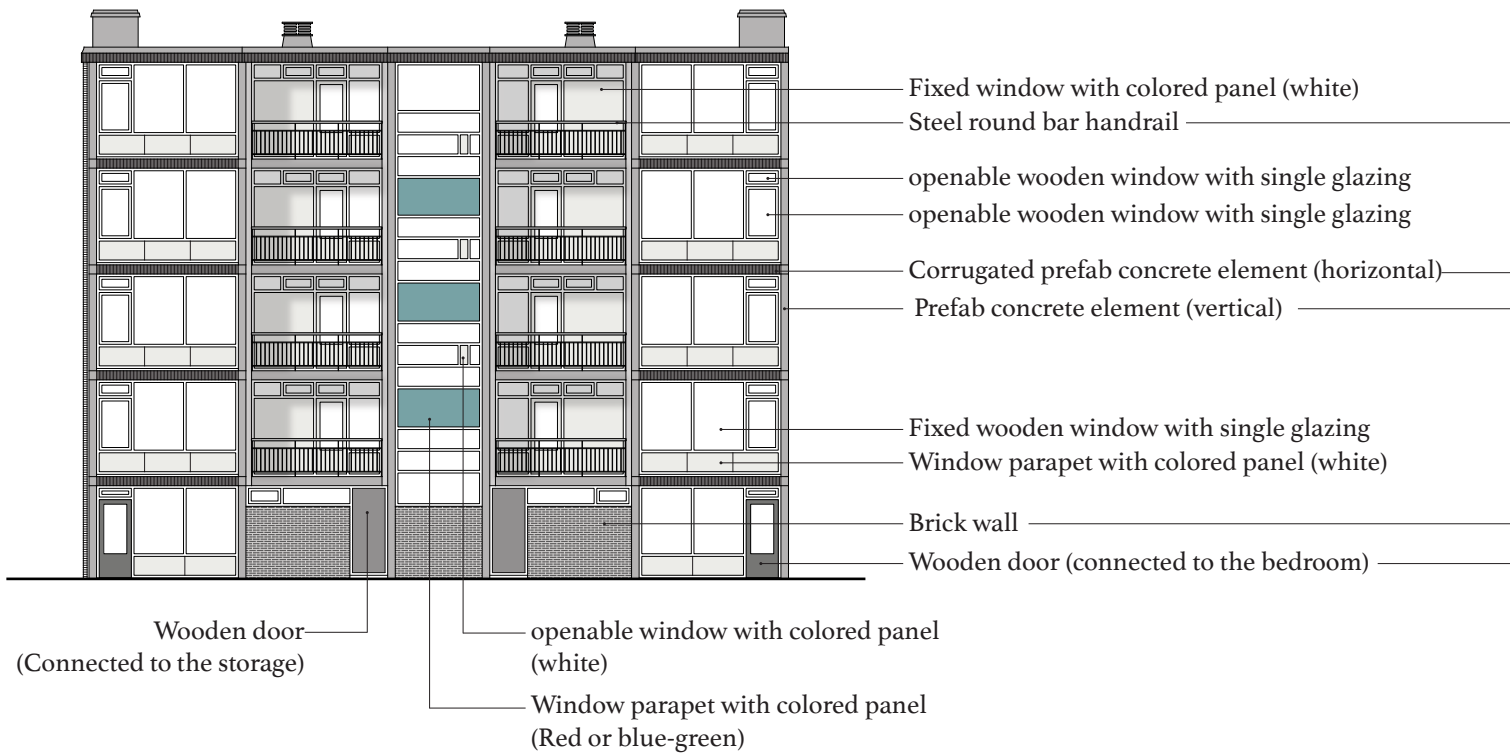 Fixed window with colored panel (white)
Steel round bar handrail
openable wooden window with single glazing
openable wooden window with single glazing
Corrugated prefab concrete element (horizontal)
Prefab concrete element (vertical)
Fixed wooden window with single glazing
Window parapet with colored panel (white)
Brick wall
Wooden door (connected to the bedroom)
Wooden door
(Connected to the storage)
openable window with colored panel
(white)
Window parapet with colored panel
(Red or blue-green)